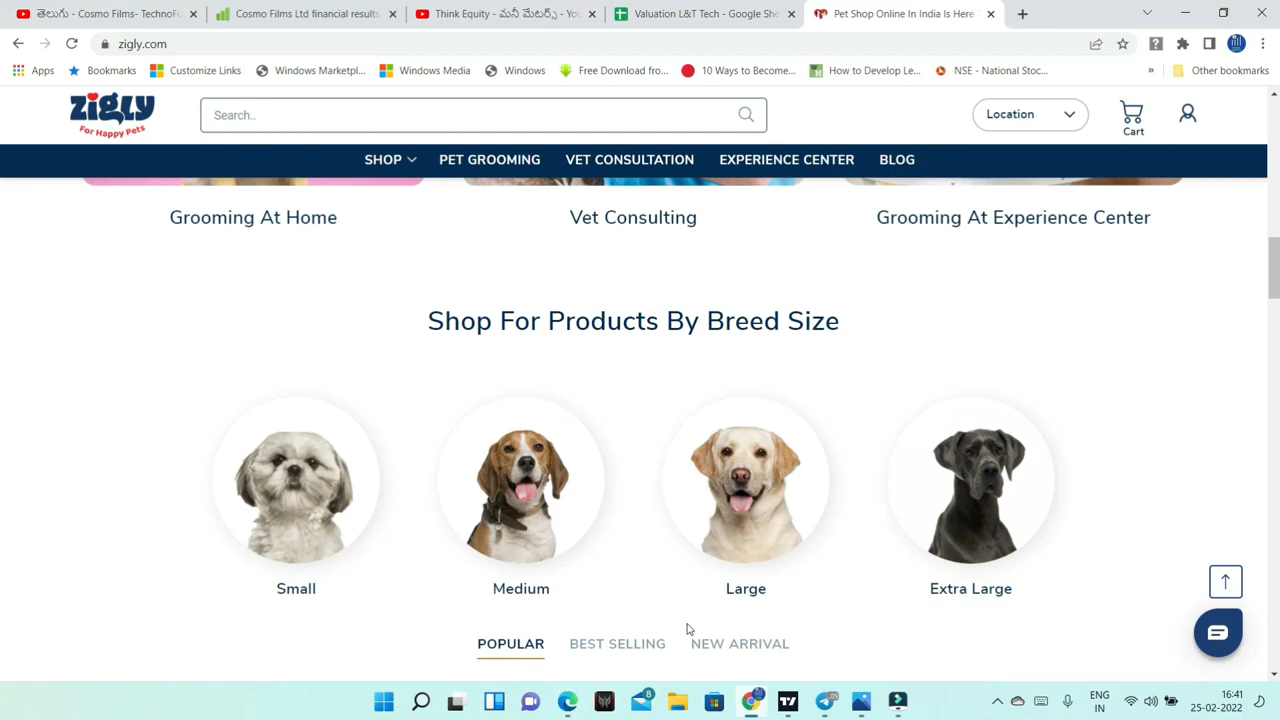 తెలుగు - Cosmo Films- TechnoFu
Cosmo Films Ltd financial results
Think Equity - మనీ మేటర్స్ - Yo
Valuation L&T Tech - Google She
Pet Shop Online In India Is Here
zigly.com
Apps
Bookmarks
Customize Links
Windows Marketpl...
Windows Media
Windows
Free Download fro...
10 Ways to Become...
How to Develop Le...
NSE - National Stoc...
»
Other bookmarks
zigly
For Happy Pets
Search..
Location
Cart
SHOP
PET GROOMING
VET CONSULTATION
EXPERIENCE CENTER
BLOG
Grooming At Home
Vet Consulting
Grooming At Experience Center
Shop For Products By Breed Size
Small
Medium
Large
Extra Large
POPULAR
BEST SELLING
NEW ARRIVAL
8
ENG
IN
16:41
25-02-2022